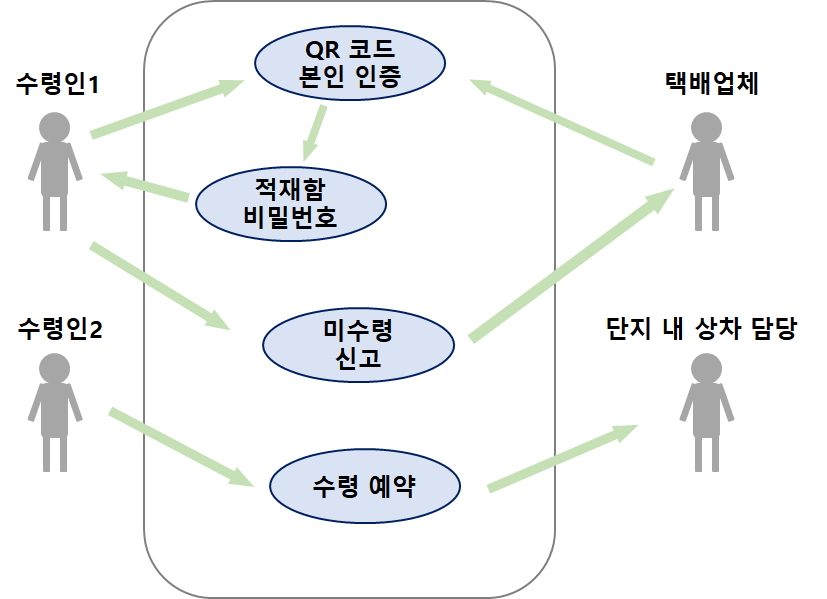 QR 코드
본인 인증
수령인1
택배업체
적재함
비밀번호
수령인2
미수령
신고
단지 내 상차 담당
수령 예약